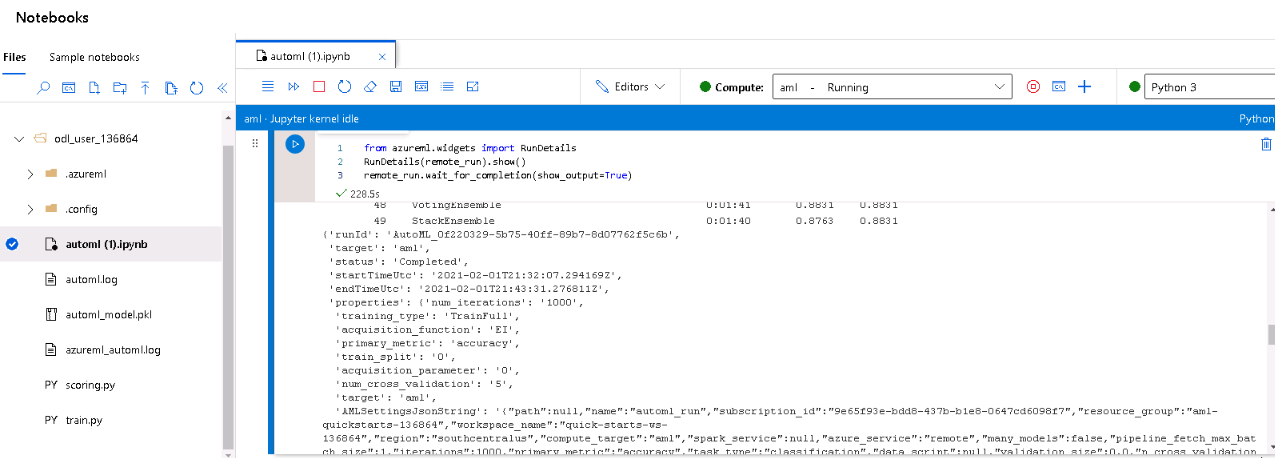 Notebooks
Files Sample notebooks
automl (1).ipynb ×
Editors
Compute: aml - Running
Python 3
aml · Jupyter kernel idle
Python
odl_user_136864
.azureml
.config
automl (1).ipynb
automl.log
automl_model.pkl
azureml_automl.log
PY scoring.py
PY train.py
1 from azureml.widgets import RunDetails
2 RunDetails(remote_run).show()
3 remote_run.wait_for_completion(show_output=True)
228.5s
48 VotingEnsemble 0:01:41 0.8831 0.8831
49 StackEnsemble 0:01:40 0.8763 0.8831
{'runId': 'AutoML_0f220329-5b75-40ff-89b7-8d07762f5c6b',
'target': 'aml',
'status': 'Completed',
'startTimeUtc': '2021-02-01T21:32:07.294169Z',
'endTimeUtc': '2021-02-01T21:43:31.276811Z',
'properties': {'num_iterations': '1000',
'training_type': 'TrainFull',
'acquisition_function': 'EI',
'primary_metric': 'accuracy',
'train_split': '0',
'acquisition_parameter': '0',
'num_cross_validation': '5',
'target': 'aml',
'AMLSettingsJsonString': '{"path":null,"name":"automl_run","subscription_id":"9e65f93e-bdd8-437b-b1e8-0647cd6098f7","resource_group":"aml-
quickstarts-136864","workspace_name":"quick-starts-ws-
136864","region":"southcentralus","compute_target":"aml","spark_service":null,"azure_service":"remote","many_models":false,"pipeline_fetch_max_bat
ch_size":1,"iterations":1000,"primary_metric":"accuracy","task_type":"classification","data_script":null,"validation_size":0.0,"n_cross_validation